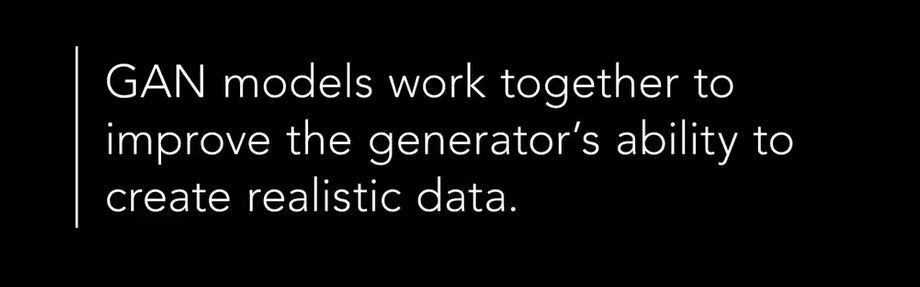 GAN models work together to
improve the generator’s ability to
create realistic data.